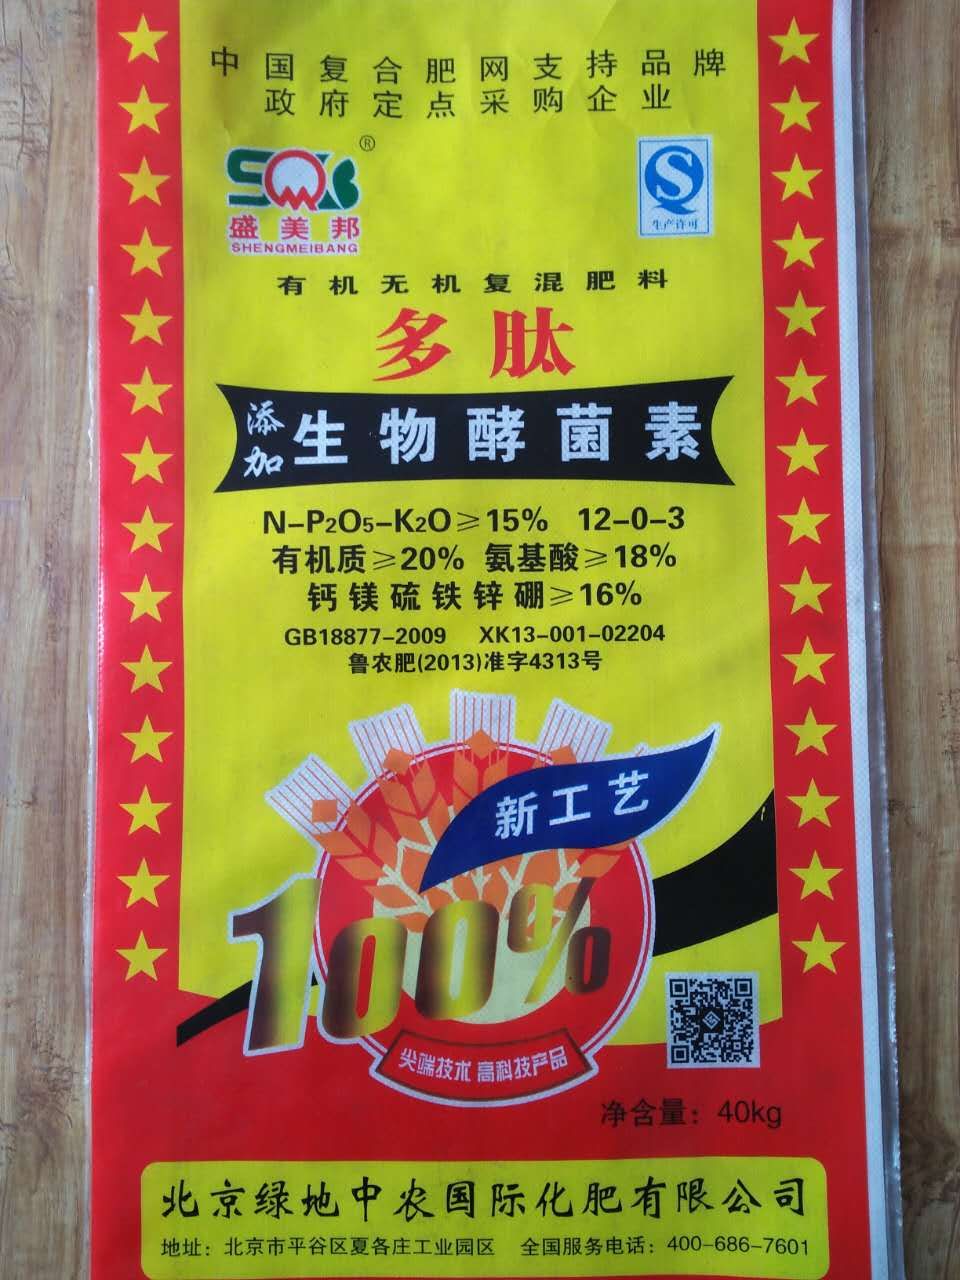 中国复合肥网支持品牌
政府定点采购企业
®
SMB
盛美邦
SHENGMEIBANG
QS
生产许可
有机无机复混肥料
多肽
添加生物酵菌素
N-P2O5-K2O≥15% 12-0-3
有机质≥20% 氨基酸≥18%
钙镁硫铁锌硼≥16%
GB18877-2009 XK13-001-02204
鲁农肥(2013)准字4313号
新工艺
100%
尖端技术 高科技产品
净含量：40kg
北京绿地中农国际化肥有限公司
地址：北京市平谷区夏各庄工业园区 全国服务电话：400-686-7601